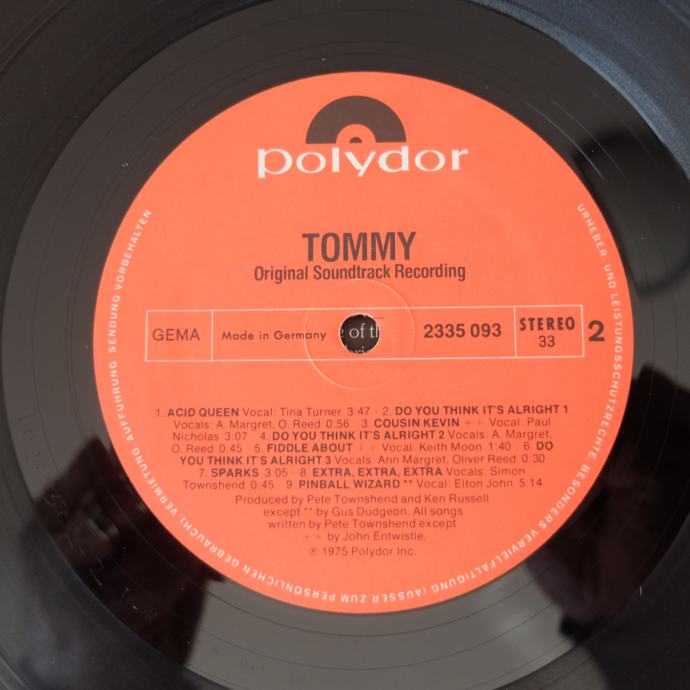 polydor
TOMMY
Original Soundtrack Recording
GEMA
Made in Germany
e of th
2335 093
STEREO
33
2
1. ACID QUEEN Vocal: Tina Turner 3:47 · 2. DO YOU THINK IT'S ALRIGHT 1
Vocals: A. Margret, O. Reed 0:56 · 3. COUSIN KEVIN ++ Vocal: Paul
Nicholas 3:07 · 4. DO YOU THINK IT'S ALRIGHT 2 Vocals: A. Margret,
O. Reed 0:45 · 5. FIDDLE ABOUT ++ Vocal: Keith Moon 1:40 · 6. DO
YOU THINK IT'S ALRIGHT 3 Vocals: Ann Margret, Oliver Reed 0:30
7. SPARKS 3:05 · 8. EXTRA, EXTRA, EXTRA Vocals: Simon
Townshend 0:45 · 9. PINBALL WIZARD ** Vocal: Elton John 5:14
Produced by Pete Townshend and Ken Russell
except ** by Gus Dudgeon. All songs
written by Pete Townshend except
++ by John Entwistle.
℗ 1975 Polydor Inc.
URHEBER- UND LEISTUNGSSCHUTZRECHTE, BESONDERS VERVIELFÄLTIGUNG (AUSSER ZUM PERSÖNLICHEN GEBRAUCH), VERMIETUNG, AUFFÜHRUNG, SENDUNG VORBEHALTEN